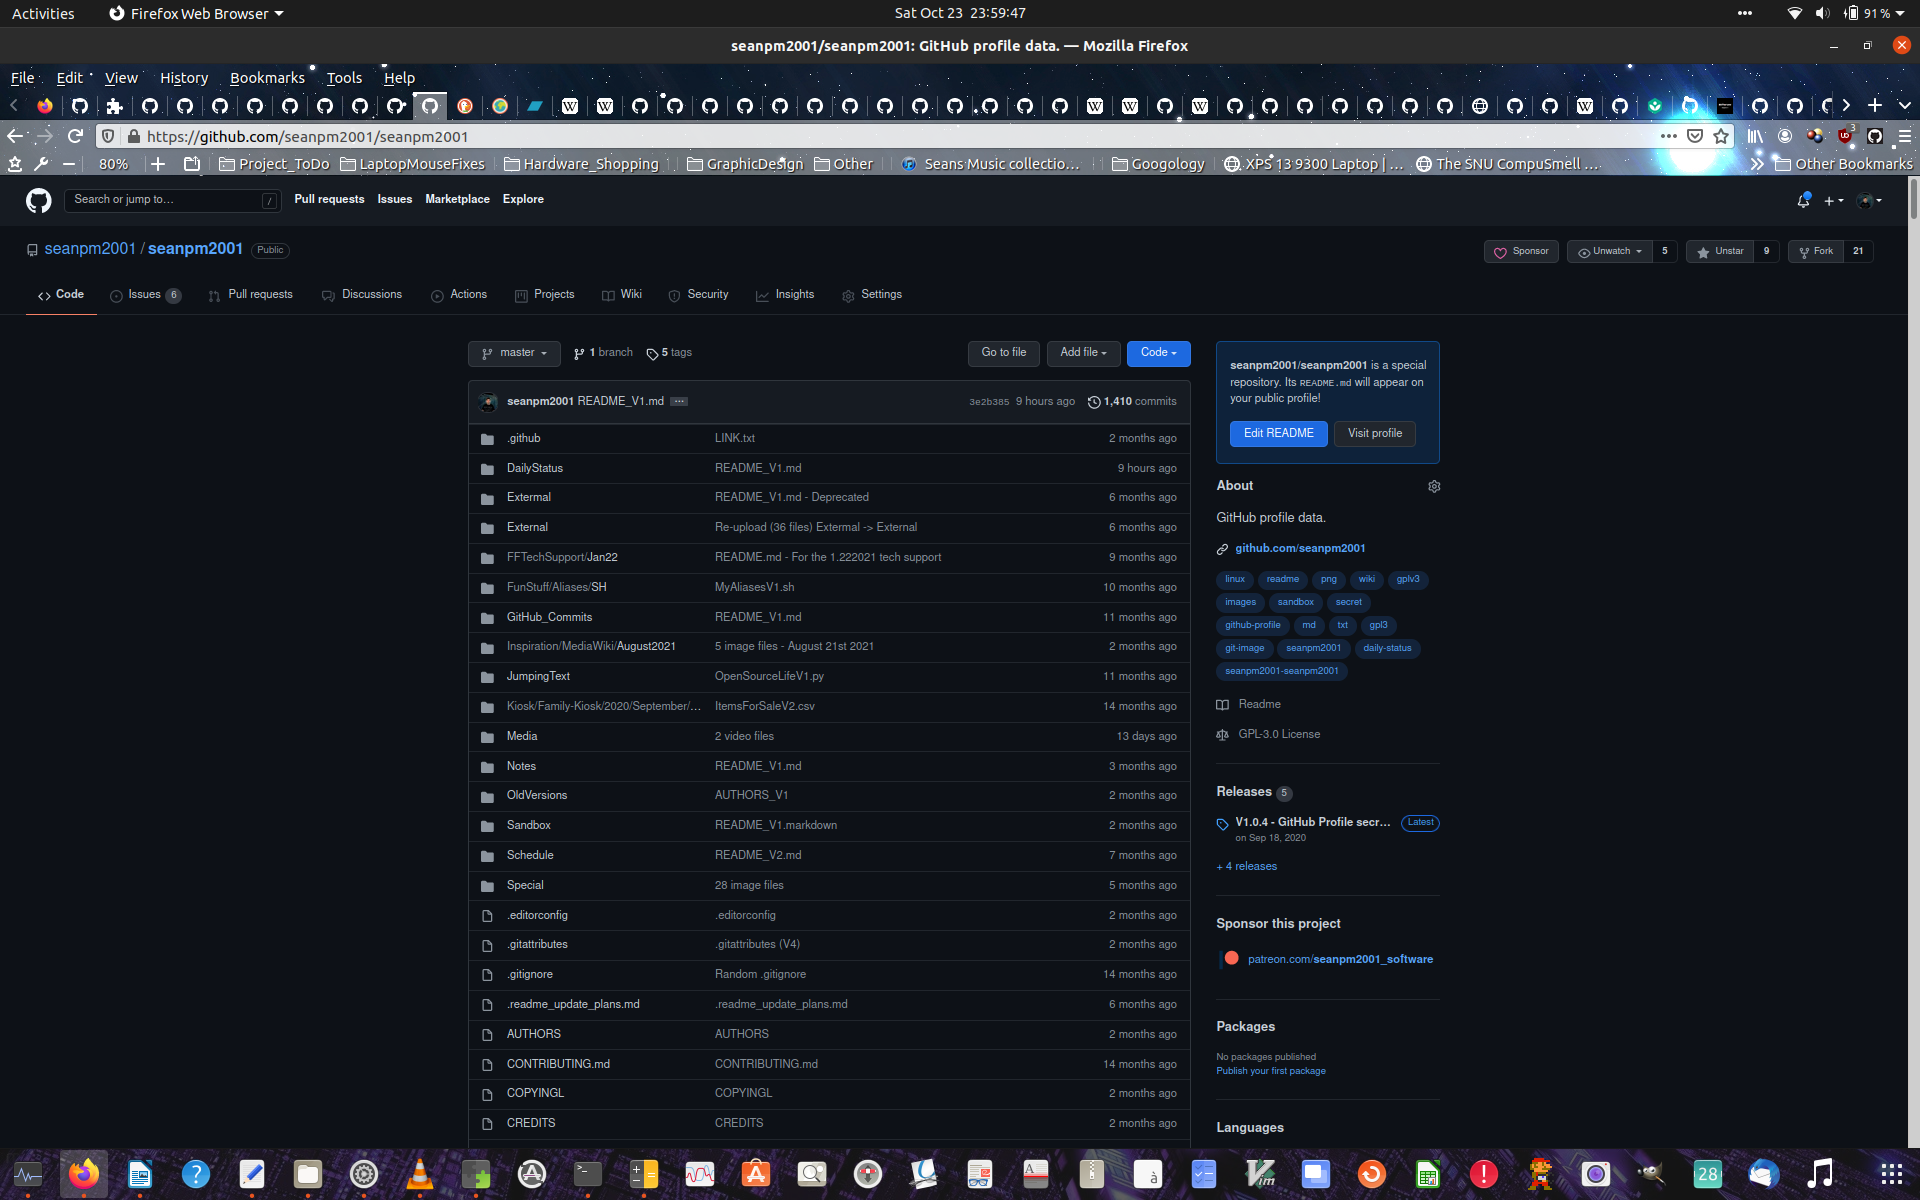 Activities Firefox Web Browser Sat Oct 23 23:59:47 91 %
seanpm2001/seanpm2001: GitHub profile data. — Mozilla Firefox
File Edit View History Bookmarks Tools Help
https://github.com/seanpm2001/seanpm2001 3
80% Project_ToDo LaptopMouseFixes Hardware_Shopping GraphicDesign Other Seans Music collectio… Googology XPS 13 9300 Laptop | … The SNU CompuSmell … Other Bookmarks
Search or jump to… / Pull requests Issues Marketplace Explore
seanpm2001 / seanpm2001 Public Sponsor Unwatch 5 Unstar 9 Fork 21
Code Issues 6 Pull requests Discussions Actions Projects Wiki Security Insights Settings
master 1 branch 5 tags Go to file Add file Code
seanpm2001 README_V1.md ... 3e2b385 9 hours ago 1,410 commits
.github LINK.txt 2 months ago
DailyStatus README_V1.md 9 hours ago
Extermal README_V1.md - Deprecated 6 months ago
External Re-upload (36 files) Extermal -> External 6 months ago
FFTechSupport/Jan22 README.md - For the 1.222021 tech support 9 months ago
FunStuff/Aliases/SH MyAliasesV1.sh 10 months ago
GitHub_Commits README_V1.md 11 months ago
Inspiration/MediaWiki/August2021 5 image files - August 21st 2021 2 months ago
JumpingText OpenSourceLifeV1.py 11 months ago
Kiosk/Family-Kiosk/2020/September/… ItemsForSaleV2.csv 14 months ago
Media 2 video files 13 days ago
Notes README_V1.md 3 months ago
OldVersions AUTHORS_V1 2 months ago
Sandbox README_V1.markdown 2 months ago
Schedule README_V2.md 7 months ago
Special 28 image files 5 months ago
.editorconfig .editorconfig 2 months ago
.gitattributes .gitattributes (V4) 2 months ago
.gitignore Random .gitignore 14 months ago
.readme_update_plans.md .readme_update_plans.md 6 months ago
AUTHORS AUTHORS 2 months ago
CONTRIBUTING.md CONTRIBUTING.md 14 months ago
COPYINGL COPYINGL 2 months ago
CREDITS CREDITS 2 months ago
seanpm2001/seanpm2001 is a special
repository. Its README.md will appear on
your public profile!
Edit README Visit profile
About
GitHub profile data.
github.com/seanpm2001
linux readme png wiki gplv3
images sandbox secret
github-profile md txt gpl3
git-image seanpm2001 daily-status
seanpm2001-seanpm2001
Readme
GPL-3.0 License
Releases 5
V1.0.4 - GitHub Profile secr… Latest
on Sep 18, 2020
+ 4 releases
Sponsor this project
patreon.com/seanpm2001_software
Packages
No packages published
Publish your first package
Languages
28